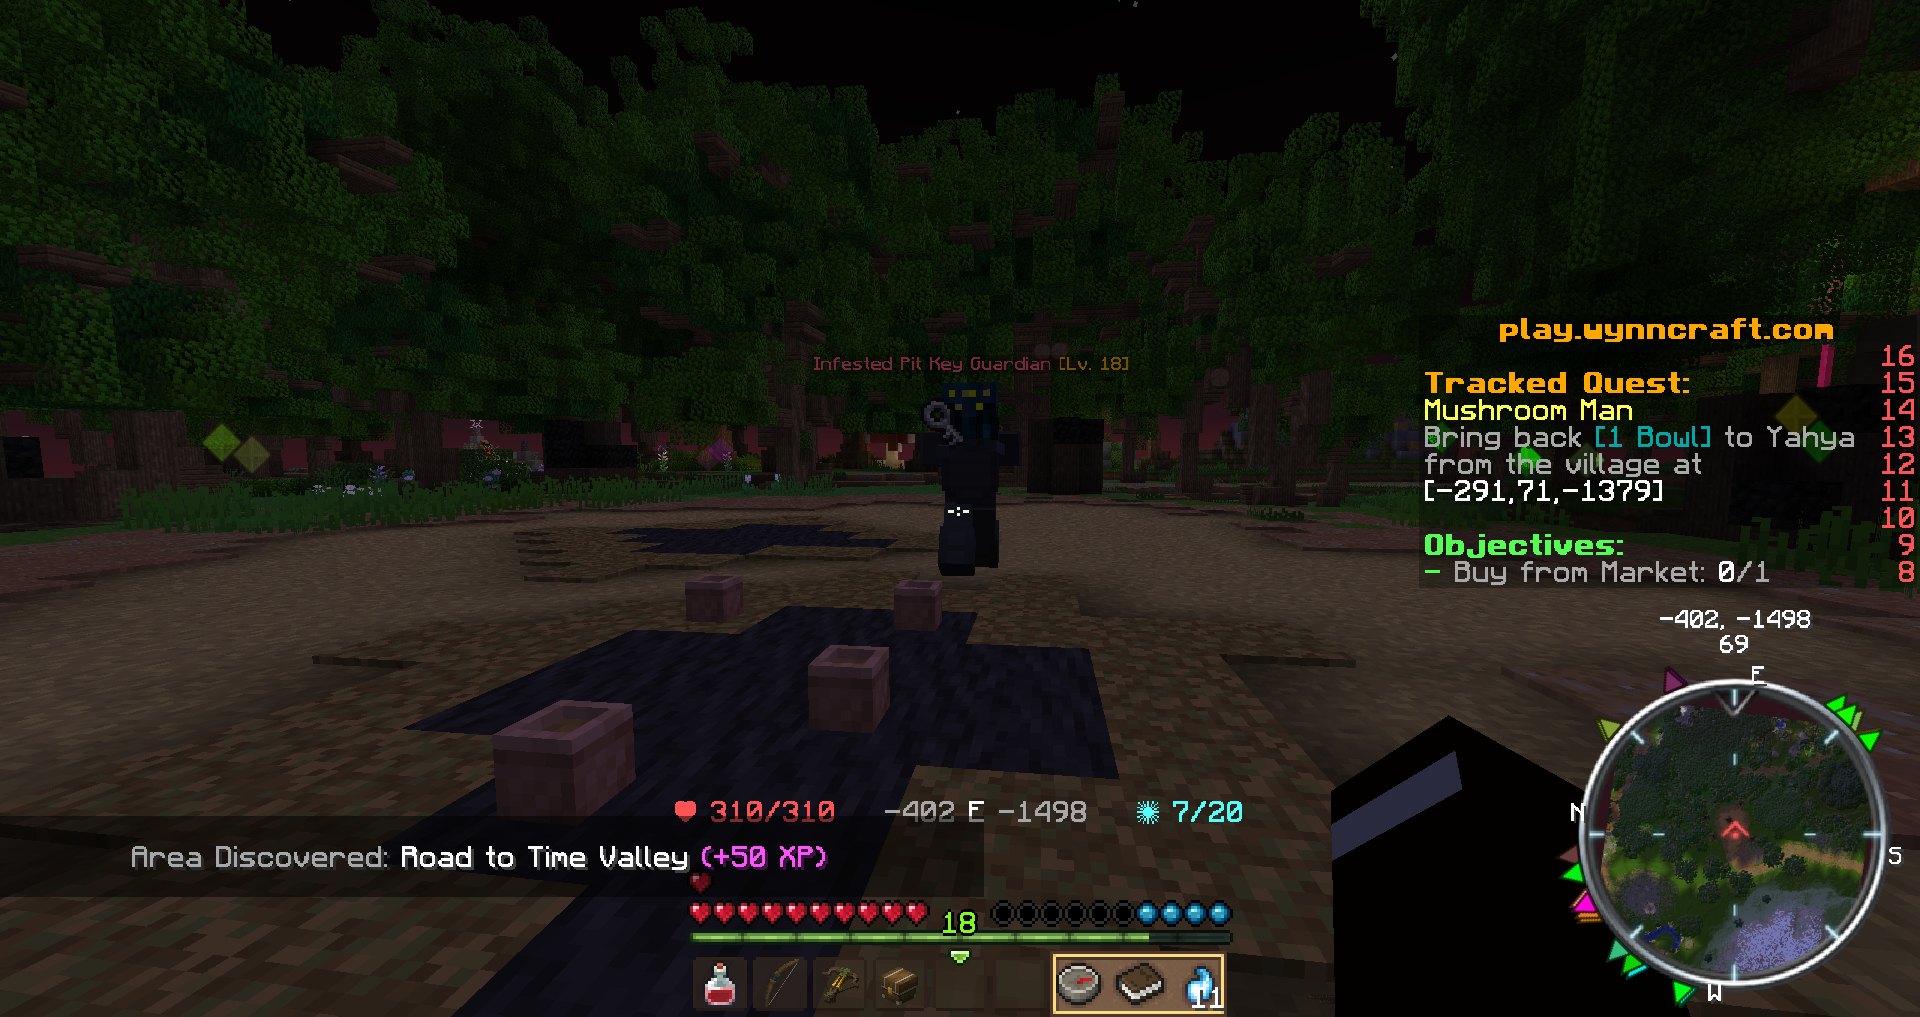 Infested Pit Key Guardian [Lv. 18]
play.wynncraft.com
16
Tracked Quest:
15
Mushroom Man
14
Bring back [1 Bowl] to Yahya
13
from the village at
12
[-291,71,-1379]
11
10
Objectives:
9
- Buy from Market: 0/1
8
-402, -1498
69
E
N
S
W
310/310
-402 E -1498
7/20
Area Discovered: Road to Time Valley (+50 XP)
18
11